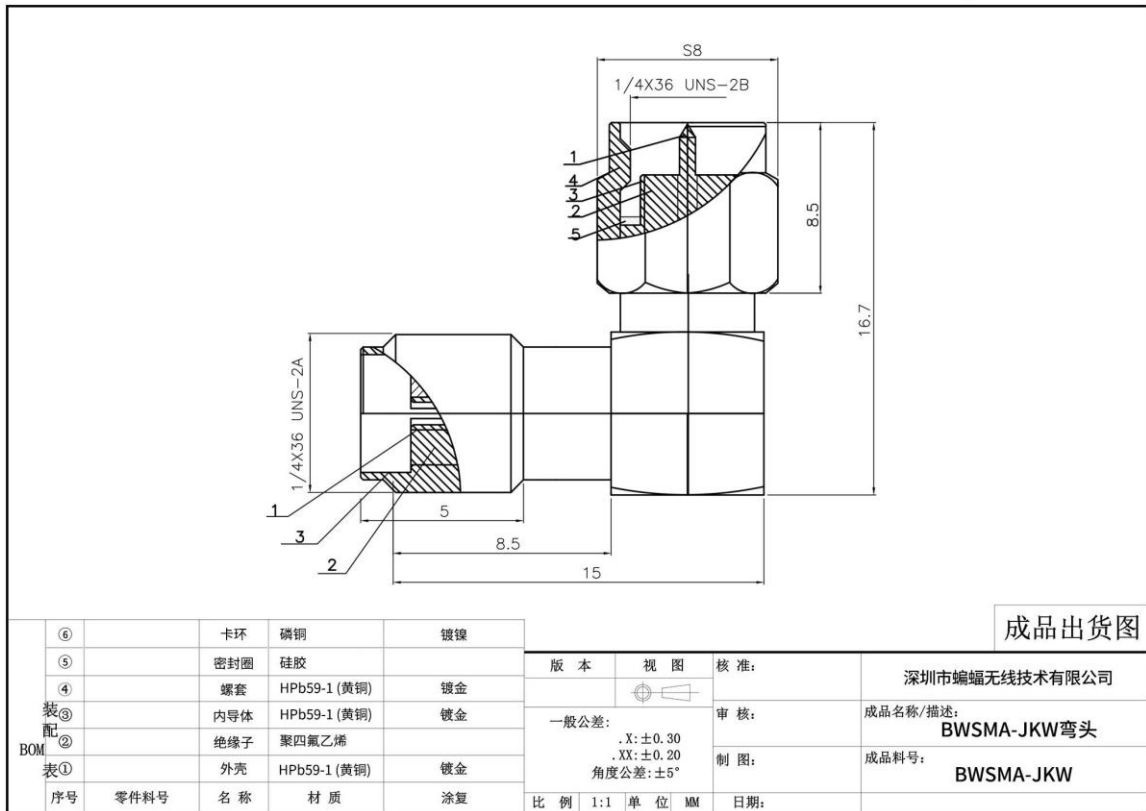 S8
1/4X36 UNS-2B
1
4
3
2
5
8.5
16.7
1/4X36 UNS-2A
1
3
2
5
8.5
15
成品出货图
⑥ 卡环 磷铜 镀镍
⑤ 密封圈 硅胶
④ 螺套 HPb59-1 (黄铜) 镀金
③ 内导体 HPb59-1 (黄铜) 镀金
② 绝缘子 聚四氟乙烯
① 外壳 HPb59-1 (黄铜) 镀金
序号 零件料号 名 称 材 质 涂复
BOM
装配表
版 本 视 图
一般公差:
.X:±0.30
.XX:±0.20
角度公差:±5°
比 例 1:1 单 位 MM
核 准:
审 核:
制 图:
日期:
深圳市蝙蝠无线技术有限公司
成品名称/描述:
BWSMA-JKW弯头
成品料号:
BWSMA-JKW